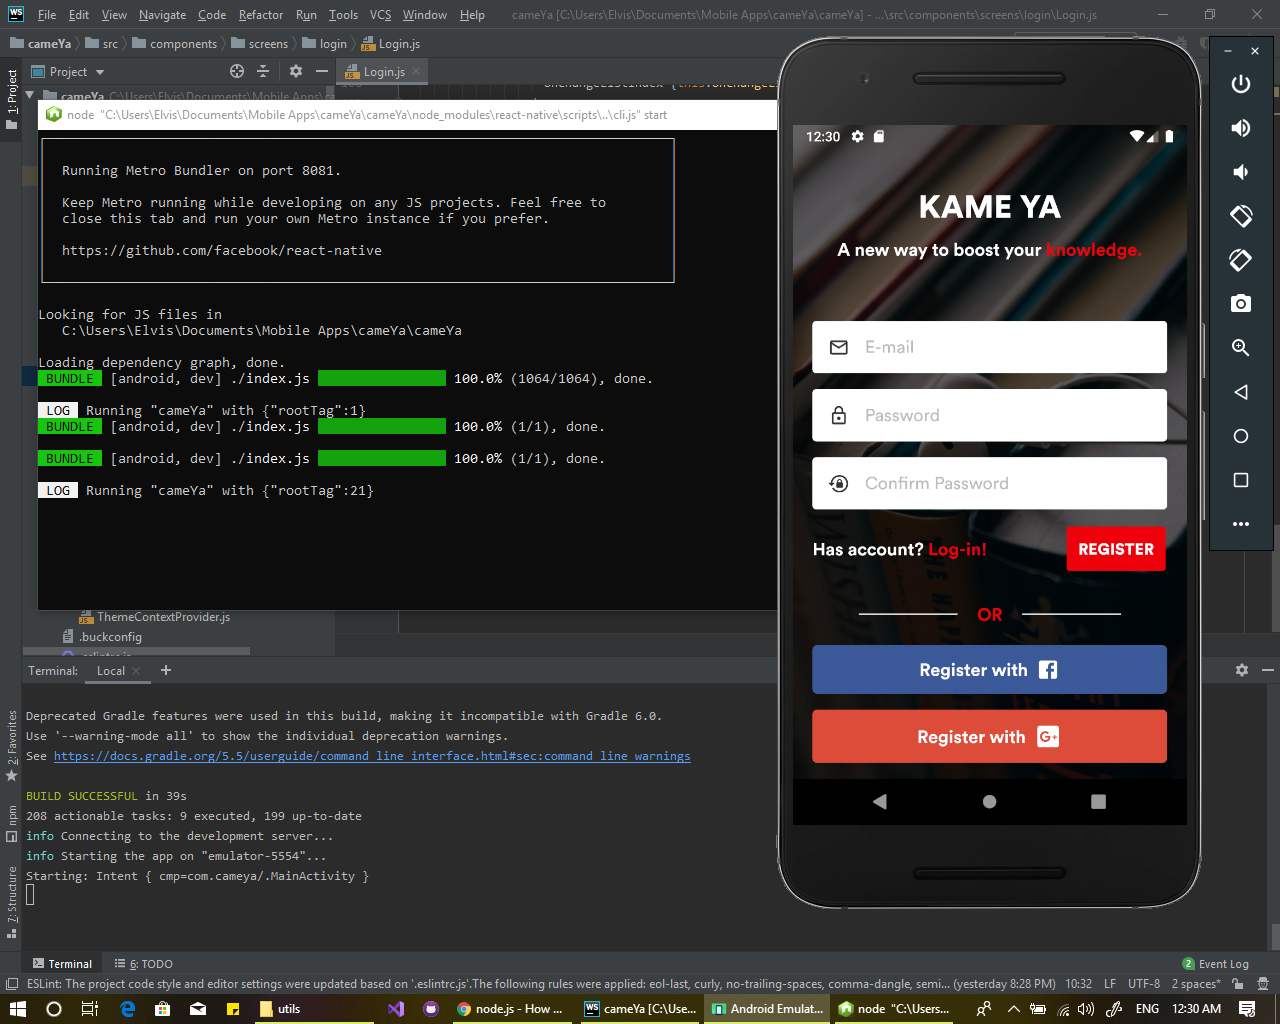 File Edit View Navigate Code Refactor Run Tools VCS Window Help cameYa [C:\Users\Elvis\Documents\Mobile Apps\cameYa\cameYa] - ...\src\components\screens\login\Login.js
cameYa src components screens login Login.js
Project Login.js
1: Project
cameYa C:\Users\Elvis\Documents\Mobile Apps\cameYa
node "C:\Users\Elvis\Documents\Mobile Apps\cameYa\cameYa\node_modules\react-native\scripts\..\cli.js" start
Running Metro Bundler on port 8081.
Keep Metro running while developing on any JS projects. Feel free to
close this tab and run your own Metro instance if you prefer.
https://github.com/facebook/react-native
Looking for JS files in
C:\Users\Elvis\Documents\Mobile Apps\cameYa\cameYa
Loading dependency graph, done.
BUNDLE [android, dev] ./index.js 100.0% (1064/1064), done.
LOG Running "cameYa" with {"rootTag":1}
BUNDLE [android, dev] ./index.js 100.0% (1/1), done.
BUNDLE [android, dev] ./index.js 100.0% (1/1), done.
LOG Running "cameYa" with {"rootTag":21}
ThemeContextProvider.js
.buckconfig
Terminal: Local
Deprecated Gradle features were used in this build, making it incompatible with Gradle 6.0.
Use '--warning-mode all' to show the individual deprecation warnings.
See https://docs.gradle.org/5.5/userguide/command_line_interface.html#sec:command_line_warnings
BUILD SUCCESSFUL in 39s
208 actionable tasks: 9 executed, 199 up-to-date
info Connecting to the development server...
info Starting the app on "emulator-5554"...
Starting: Intent { cmp=com.cameya/.MainActivity }
2: Favorites
npm
7: Structure
12:30
KAME YA
A new way to boost your knowledge.
E-mail
Password
Confirm Password
Has account? Log-in! REGISTER
OR
Register with
Register with G+
Terminal 6: TODO 2 Event Log
ESLint: The project code style and editor settings were updated based on '.eslintrc.js'.The following rules were applied: eol-last, curly, no-trailing-spaces, comma-dangle, semi... (yesterday 8:28 PM) 10:32 LF UTF-8 2 spaces
utils node.js - How ... cameYa [C:\Use... Android Emulat... node "C:\Users... ENG 12:30 AM